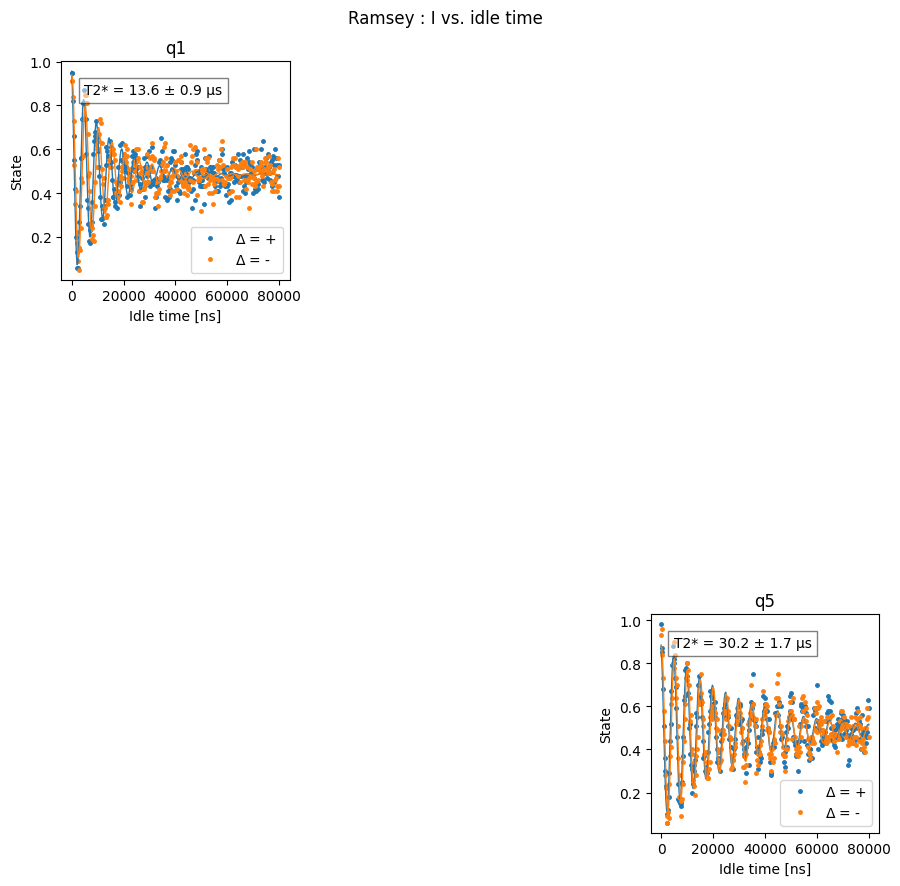 Ramsey : I vs. idle time
q1
1.0
0.8
0.6
0.4
0.2
State
T2* = 13.6 ± 0.9 µs
Δ = +
Δ = -
0 20000 40000 60000 80000
Idle time [ns]
q5
1.0
0.8
0.6
0.4
0.2
State
T2* = 30.2 ± 1.7 µs
Δ = +
Δ = -
0 20000 40000 60000 80000
Idle time [ns]